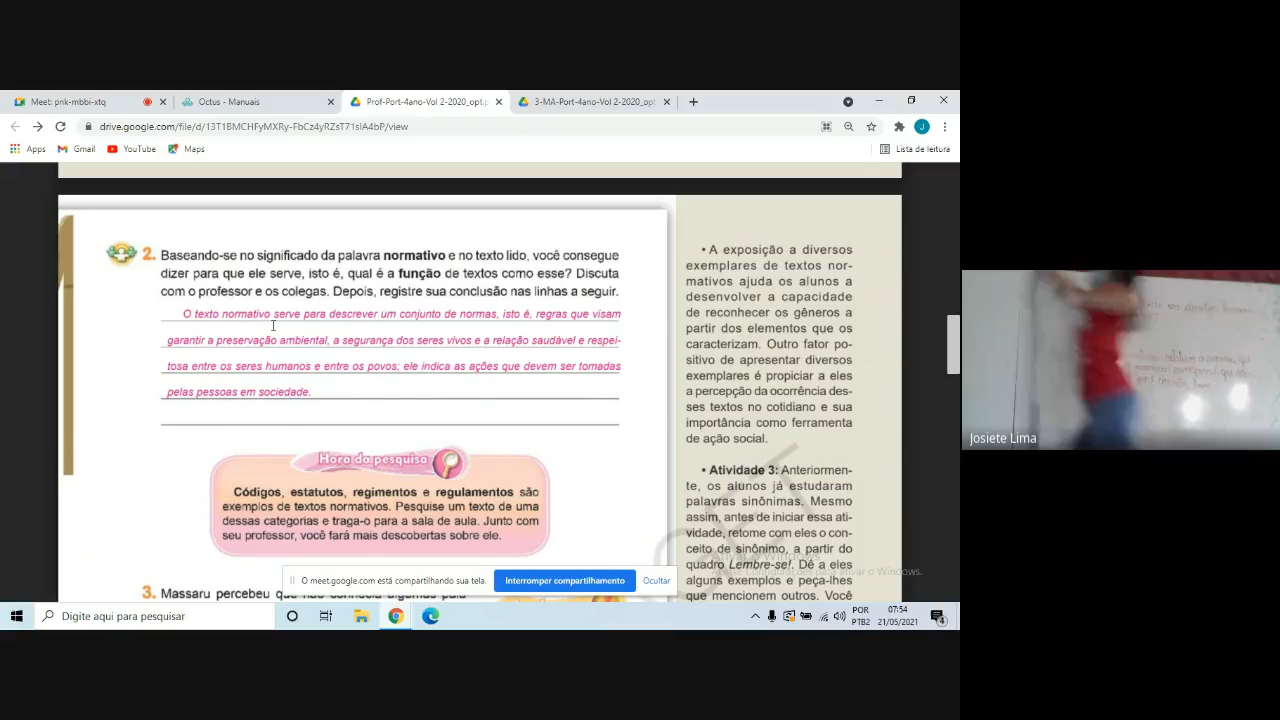 Meet: pnk-mbbi-xtq
Octus - Manuais
Prof-Port-4ano-Vol 2-2020_opt.p
3-MA-Port-4ano-Vol 2-2020_opt
drive.google.com/file/d/13T1BMCHFyMXRy-FbCz4yRZsT71sIA4bP/view
J
Apps
Gmail
YouTube
Maps
Lista de leitura
2. Baseando-se no significado da palavra normativo e no texto lido, você consegue
dizer para que ele serve, isto é, qual é a função de textos como esse? Discuta
com o professor e os colegas. Depois, registre sua conclusão nas linhas a seguir.
O texto normativo serve para descrever um conjunto de normas, isto é, regras que visam
garantir a preservação ambiental, a segurança dos seres vivos e a relação saudável e respei-
tosa entre os seres humanos e entre os povos; ele indica as ações que devem ser tomadas
pelas pessoas em sociedade.
Hora da pesquisa
Códigos, estatutos, regimentos e regulamentos são
exemplos de textos normativos. Pesquise um texto de uma
dessas categorias e traga-o para a sala de aula. Junto com
seu professor, você fará mais descobertas sobre ele.
3. Massaru percebeu que não conhecia algumas pala
• A exposição a diversos
exemplares de textos nor-
mativos ajuda os alunos a
desenvolver a capacidade
de reconhecer os gêneros a
partir dos elementos que os
caracterizam. Outro fator po-
sitivo de apresentar diversos
exemplares é propiciar a eles
a percepção da ocorrência des-
ses textos no cotidiano e sua
importância como ferramenta
de ação social.
• Atividade 3: Anteriormen-
te, os alunos já estudaram
palavras sinônimas. Mesmo
assim, antes de iniciar essa ati-
vidade, retome com eles o con-
ceito de sinônimo, a partir do
quadro Lembre-se!. Dê a eles
alguns exemplos e peça-lhes
que mencionem outros. Você
Ativar o Windows
Acesse Configurações para ativar o Windows.
O meet.google.com está compartilhando sua tela.
Interromper compartilhamento
Ocultar
Digite aqui para pesquisar
POR
PTB2
07:54
21/05/2021
4
Josiete Lima